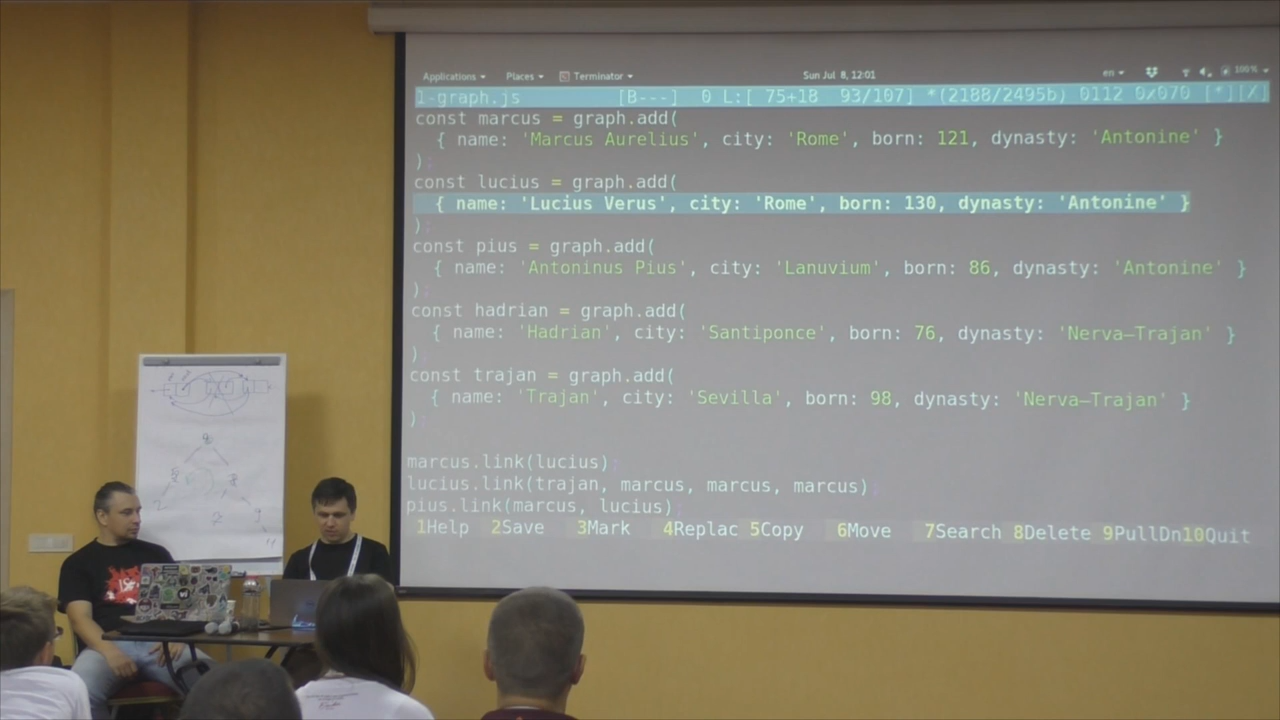 Applications Places Terminator Sun Jul 8, 12:01 en 100%
1-graph.js [B---] 0 L:[ 75+18 93/107] *(2188/2495b) 0112 0x070 [*][X]
const marcus = graph.add(
{ name: 'Marcus Aurelius', city: 'Rome', born: 121, dynasty: 'Antonine' }
);
const lucius = graph.add(
{ name: 'Lucius Verus', city: 'Rome', born: 130, dynasty: 'Antonine' }
);
const pius = graph.add(
{ name: 'Antoninus Pius', city: 'Lanuvium', born: 86, dynasty: 'Antonine' }
);
const hadrian = graph.add(
{ name: 'Hadrian', city: 'Santiponce', born: 76, dynasty: 'Nerva–Trajan' }
);
const trajan = graph.add(
{ name: 'Trajan', city: 'Sevilla', born: 98, dynasty: 'Nerva–Trajan' }
);
marcus.link(lucius);
lucius.link(trajan, marcus, marcus, marcus);
pius.link(marcus, lucius);
1Help 2Save 3Mark 4Replac 5Copy 6Move 7Search 8Delete 9PullDn 10Quit